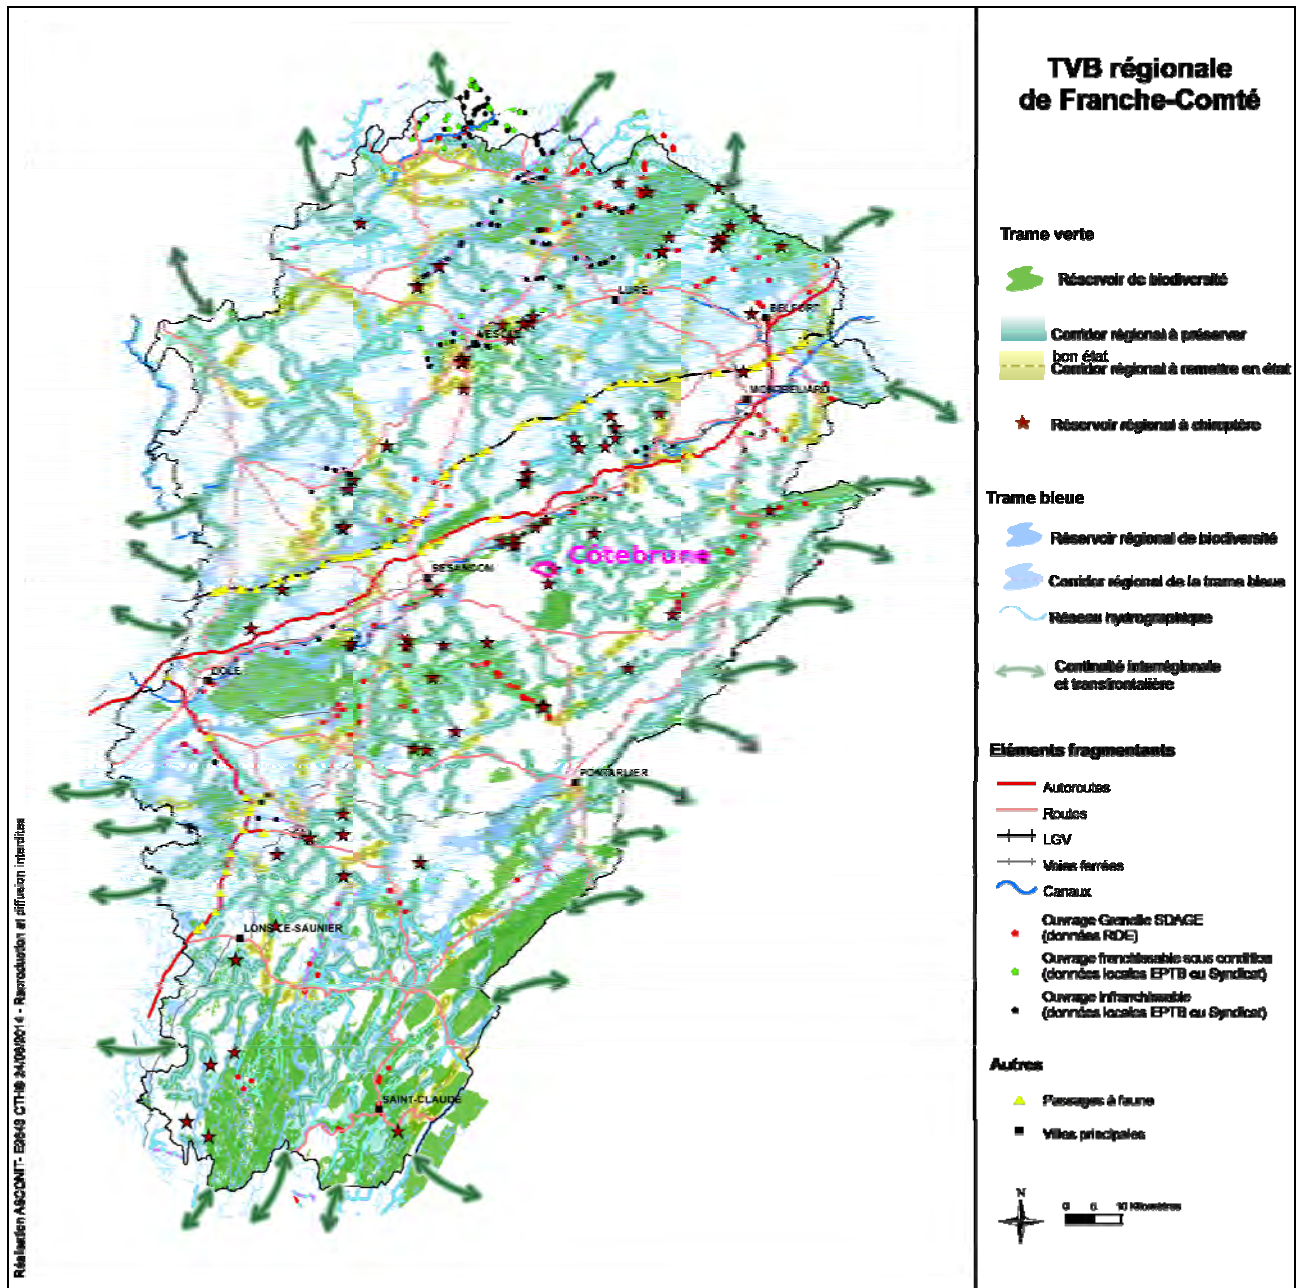 TVB régionale
de Franche-Comté
Trame verte
Réservoir de biodiversité
Corridor régional à préserver
bon état
Corridor régional à remettre en état
Réservoir régional à chiroptère
Trame bleue
Réservoir régional de biodiversité
Corridor régional de la trame bleue
Réseau hydrographique
Continuité interrégionale
et transfrontalière
Eléments fragmentants
Autoroutes
Routes
LGV
Voies ferrées
Canaux
Ouvrage Grenelle SDAGE
(données ROE)
Ouvrage franchissable sous condition
(données locales EPTB ou Syndicat)
Ouvrage infranchissable
(données locales EPTB ou Syndicat)
Autres
Passages à faune
Villes principales
N
0 5 10 Kilomètres
LURE
BELFORT
VESOUL
MONTBELIARD
Côtebrune
BESANCON
DOLE
PONTARLIER
LONS-LE-SAUNIER
SAINT-CLAUDE
Réalisation ASCONIT- E2643 CTHB 24/09/2014 - Reproduction et diffusion interdites